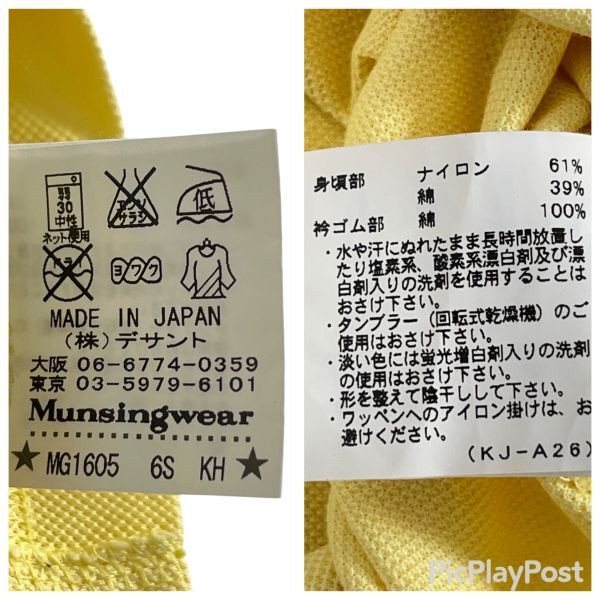 弱
30
中性
ネット使用
エンソ
サラシ
低
ドライ
ヨワク
MADE IN JAPAN
(株)デサント
大阪 06-6774-0359
東京 03-5979-6101
Munsingwear
★ MG1605 6S KH ★
身頃部 ナイロン 61%
綿 39%
衿ゴム部 綿 100%
・水や汗にぬれたまま長時間放置し
たり塩素系、酸素系漂白剤及び漂
白剤入りの洗剤を使用することは
おさけ下さい。
・タンブラー(回転式乾燥機)のご
使用はおさけ下さい。
・淡い色には蛍光増白剤入りの洗剤
の使用はおさけ下さい。
・形を整えて陰干しして下さい。
・ワッペンへのアイロン掛けは、お
避けください。
(KJ-A26)
PicPlayPost